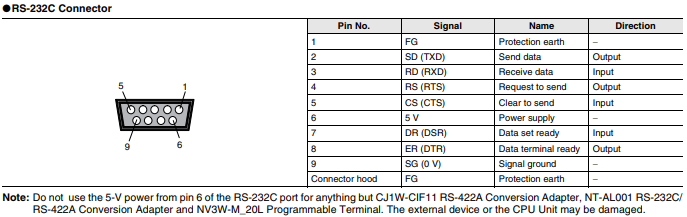 ●RS-232C Connector
Pin No. Signal Name Direction
1 FG Protection earth –
2 SD (TXD) Send data Output
3 RD (RXD) Receive data Input
4 RS (RTS) Request to send Output
5 CS (CTS) Clear to send Input
6 5 V Power supply –
7 DR (DSR) Data set ready Input
8 ER (DTR) Data terminal ready Output
9 SG (0 V) Signal ground –
Connector hood FG Protection earth –
5 1
9 6
Note: Do not use the 5-V power from pin 6 of the RS-232C port for anything but CJ1W-CIF11 RS-422A Conversion Adapter, NT-AL001 RS-232C/
RS-422A Conversion Adapter and NV3W-M_20L Programmable Terminal. The external device or the CPU Unit may be damaged.